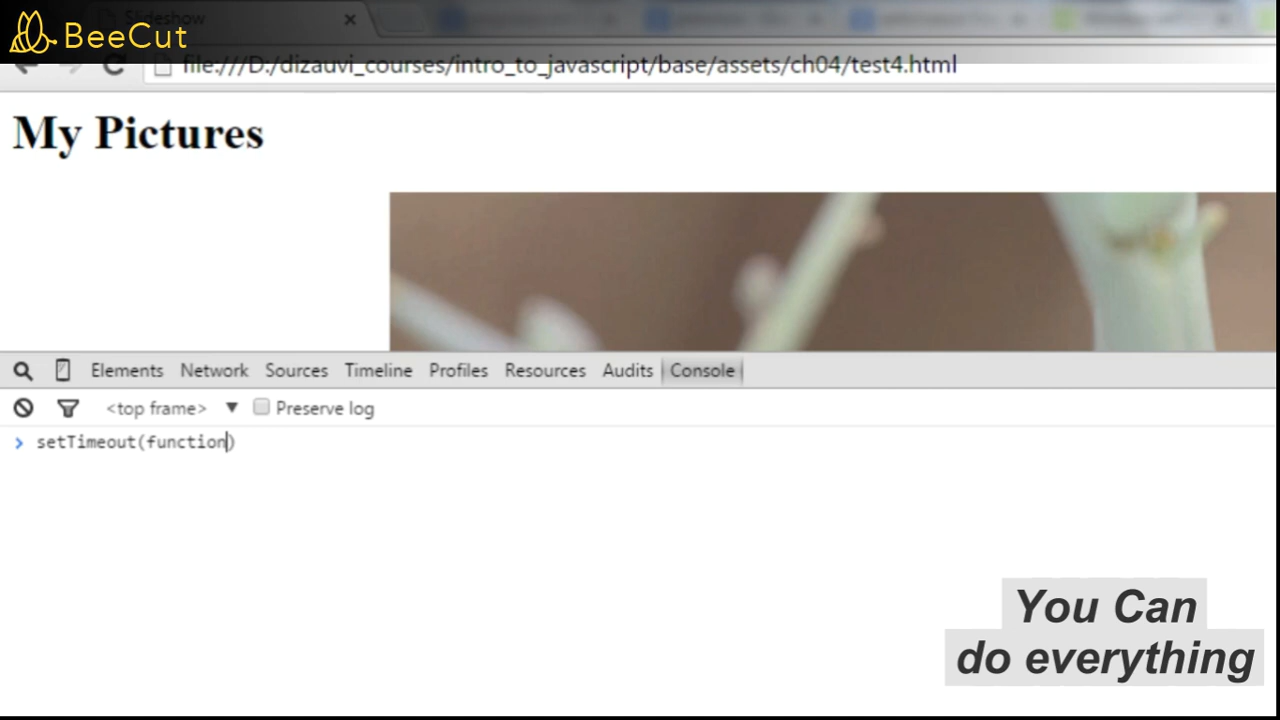 Slideshow
BeeCut
file:///D:/dizauvi_courses/intro_to_javascript/base/assets/ch04/test4.html
My Pictures
Elements Network Sources Timeline Profiles Resources Audits Console
<top frame> ▼ Preserve log
> setTimeout(function)
You Can
do everything